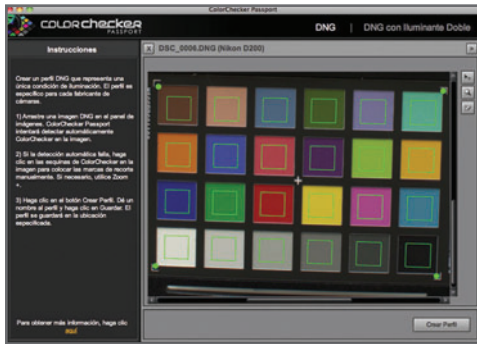 ColorChecker Passport
COLORCHECKER
PASSPORT
DNG
DNG con Iluminante Doble
Instrucciones
X DSC_0006.DNG (Nikon D200)
Crear un perfil DNG que representa una
única condición de iluminación. El perfil es
específico para cada fabricante de
cámaras.
1) Arrastre una imagen DNG en el panel de
imágenes. ColorChecker Passport
intentará detectar automáticamente
ColorChecker en la imagen.
2) Si la detección automática falla, haga
clic en las esquinas de ColorChecker en la
imagen para colocar las marcas de recorte
manualmente. Si necesario, utilice Zoom
+.
3) Haga clic en el botón Crear Perfil. Dé un
nombre al perfil y haga clic en Guardar. El
perfil es guardará en la ubicación
especificada.
Para obtener más información, haga clic
aquí
Crear Perfil